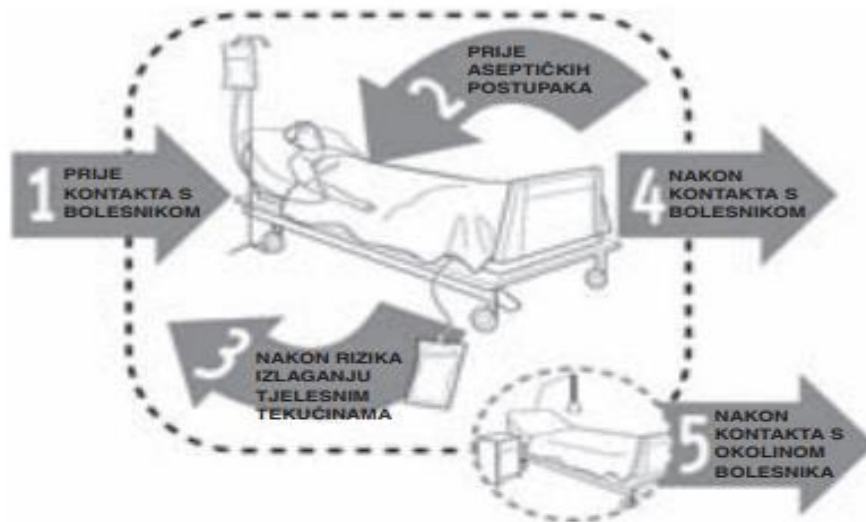 1
PRIJE
KONTAKTA S
BOLESNIKOM
2
PRIJE
ASEPTIČKIH
POSTUPAKA
3
NAKON RIZIKA
IZLAGANJU
TJELESNIM
TEKUĆINAMA
4
NAKON
KONTAKTA S
BOLESNIKOM
5
NAKON
KONTAKTA S
OKOLINOM
BOLESNIKA